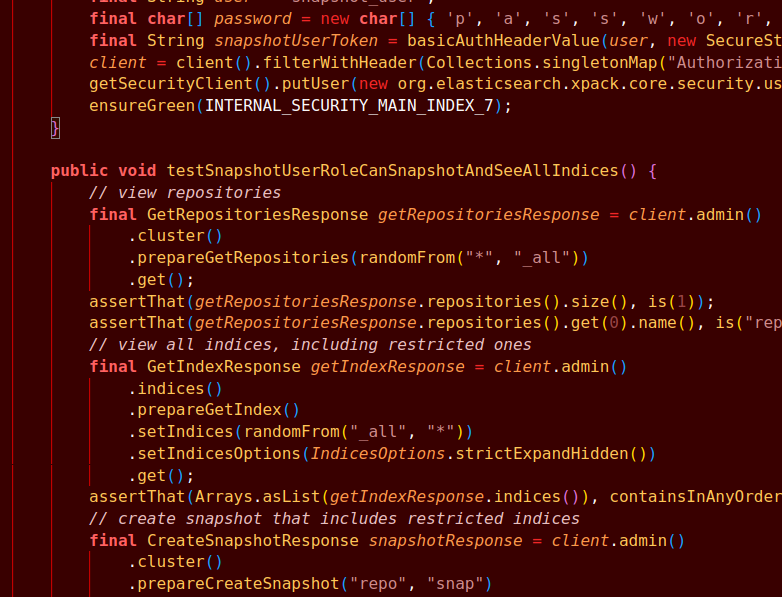 final String user = "snapshot_user";
final char[] password = new char[] { 'p', 'a', 's', 's', 'w', 'o', 'r',
final String snapshotUserToken = basicAuthHeaderValue(user, new SecureSt
client = client().filterWithHeader(Collections.singletonMap("Authorizati
getSecurityClient().putUser(new org.elasticsearch.xpack.core.security.us
ensureGreen(INTERNAL_SECURITY_MAIN_INDEX_7);
}
public void testSnapshotUserRoleCanSnapshotAndSeeAllIndices() {
// view repositories
final GetRepositoriesResponse getRepositoriesResponse = client.admin()
.cluster()
.prepareGetRepositories(randomFrom("*", "_all"))
.get();
assertThat(getRepositoriesResponse.repositories().size(), is(1));
assertThat(getRepositoriesResponse.repositories().get(0).name(), is("rep
// view all indices, including restricted ones
final GetIndexResponse getIndexResponse = client.admin()
.indices()
.prepareGetIndex()
.setIndices(randomFrom("_all", "*"))
.setIndicesOptions(IndicesOptions.strictExpandHidden())
.get();
assertThat(Arrays.asList(getIndexResponse.indices()), containsInAnyOrder
// create snapshot that includes restricted indices
final CreateSnapshotResponse snapshotResponse = client.admin()
.cluster()
.prepareCreateSnapshot("repo", "snap")